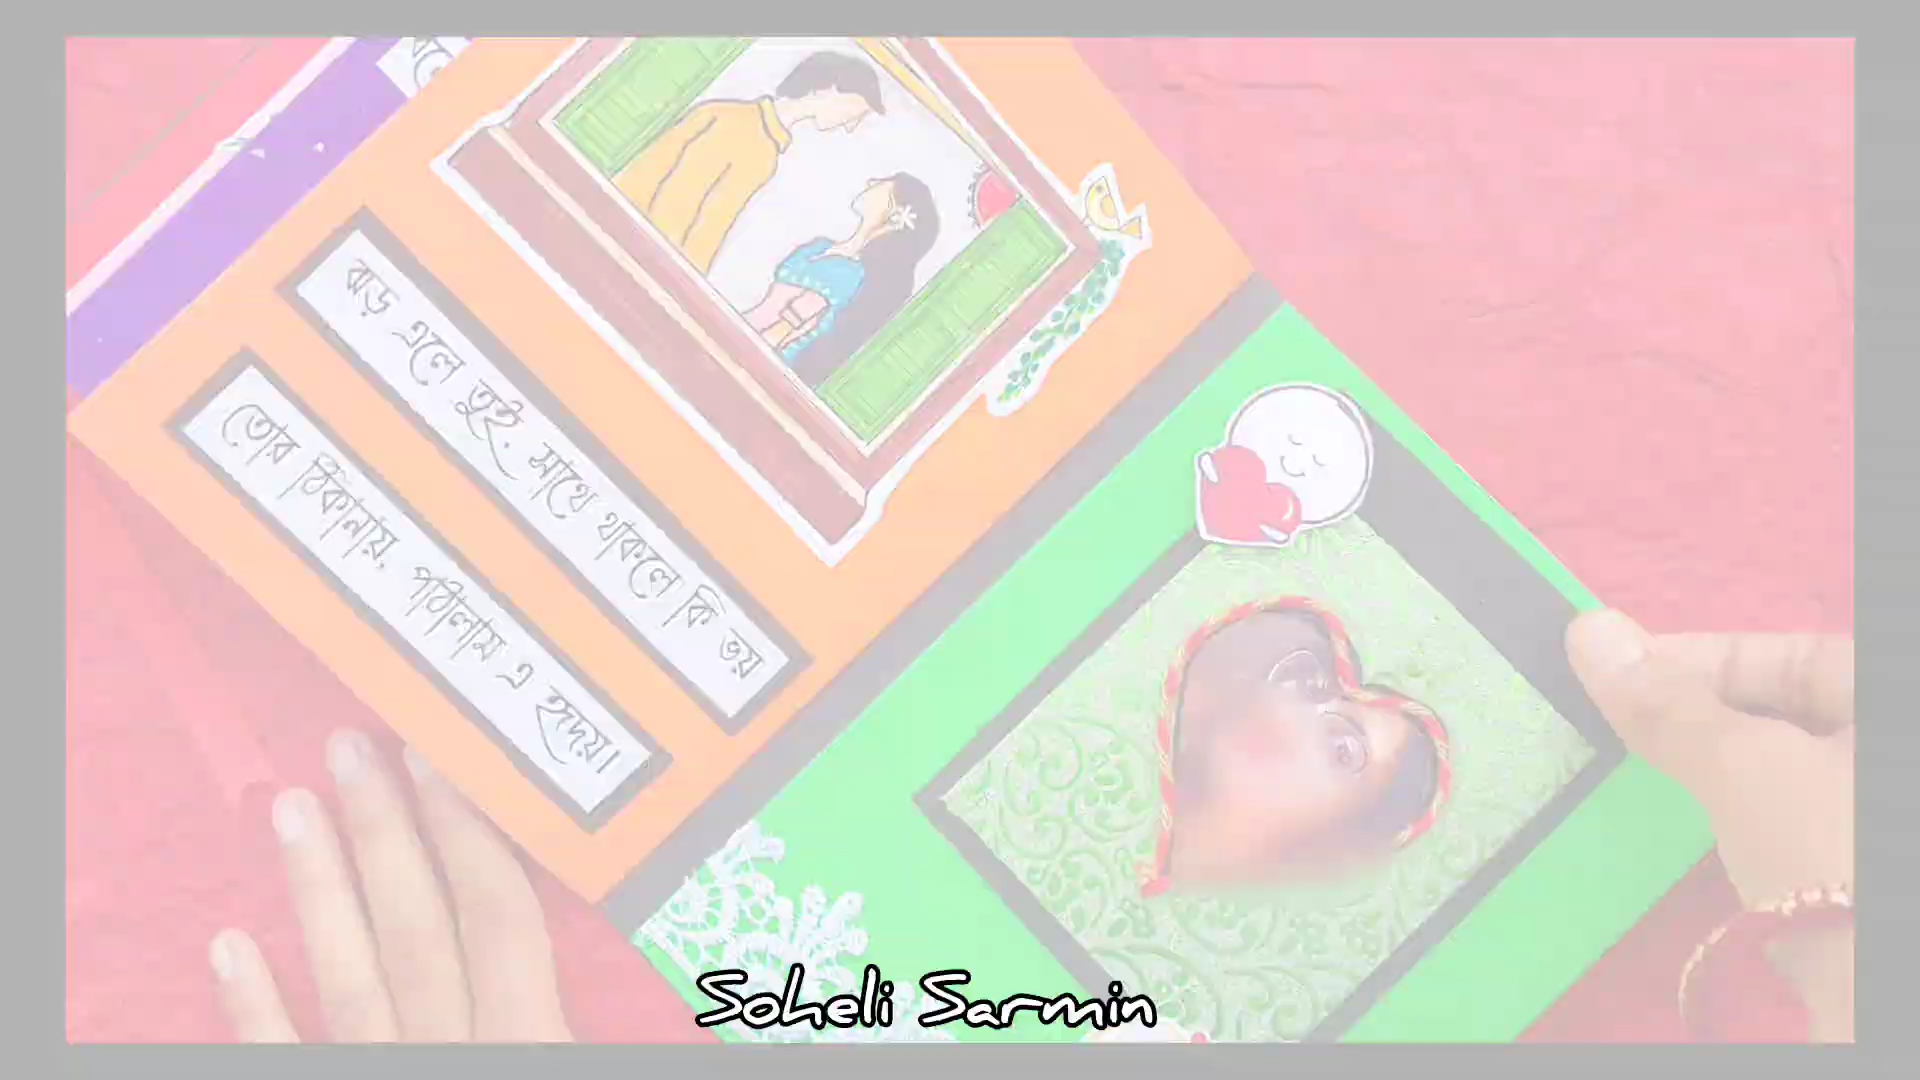 ঝড় এলে তুই, সাথে থাকলে কি ভয়
তোর ঠিকানায়, পাঠালাম এ হৃদয়।
Soheli Sarmin